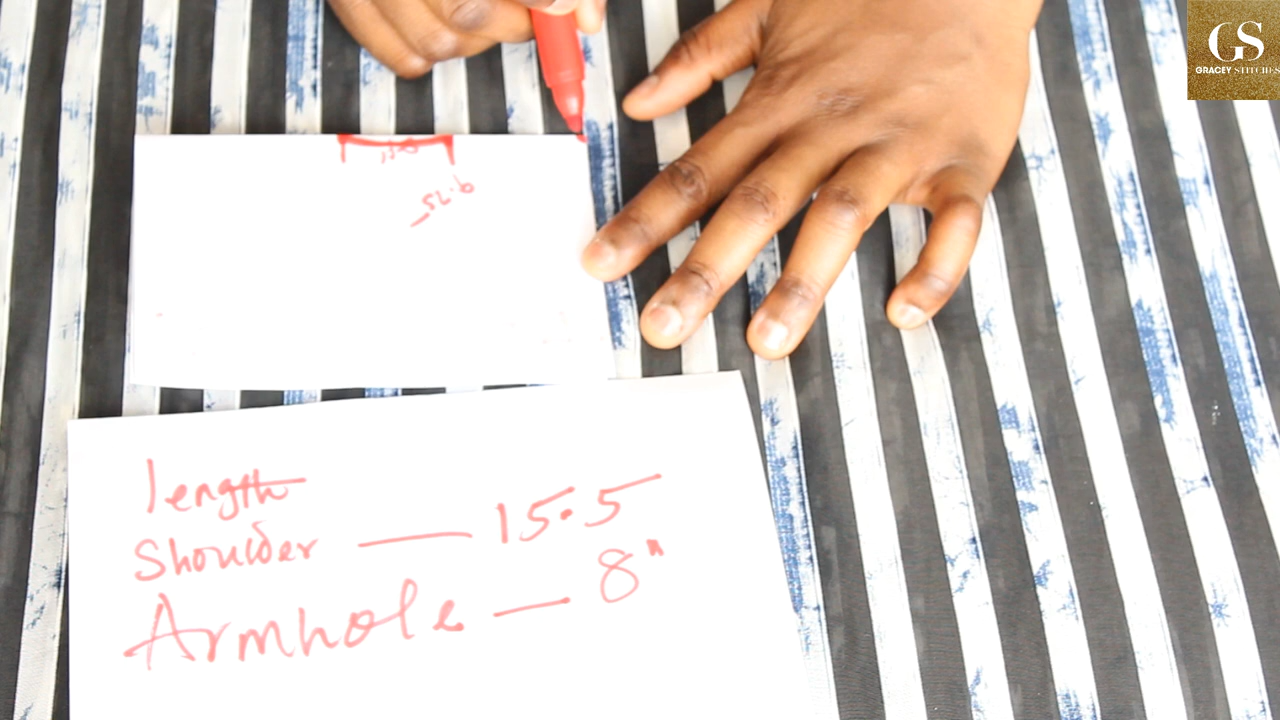 GS
GRACEY STITCHES
length
Shoulder — 15.5
Armhole — 8"